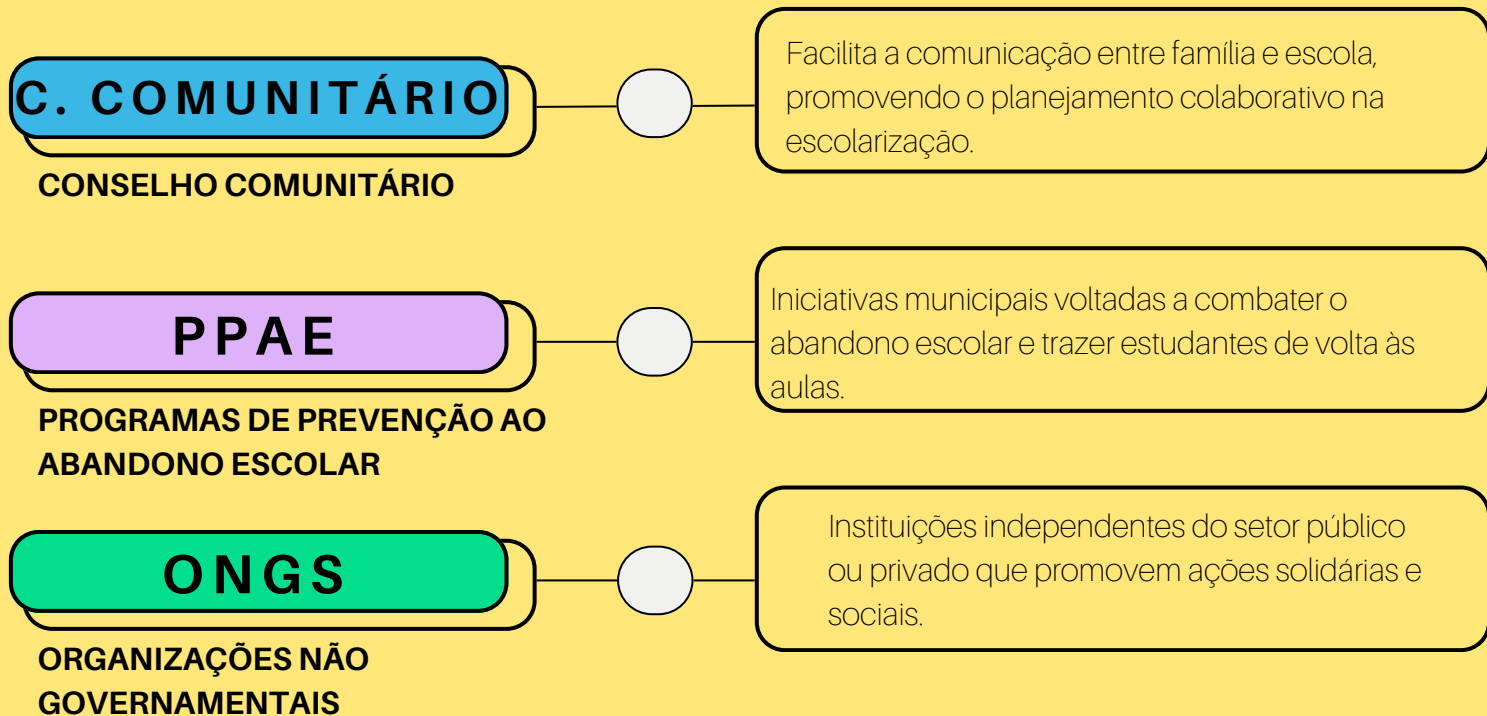 C. COMUNITÁRIO
CONSELHO COMUNITÁRIO
Facilita a comunicação entre família e escola,
promovendo o planejamento colaborativo na
escolarização.
PPAE
PROGRAMAS DE PREVENÇÃO AO
ABANDONO ESCOLAR
Iniciativas municipais voltadas a combater o
abandono escolar e trazer estudantes de volta às
aulas.
ONGS
ORGANIZAÇÕES NÃO
GOVERNAMENTAIS
Instituições independentes do setor público
ou privado que promovem ações solidárias e
sociais.